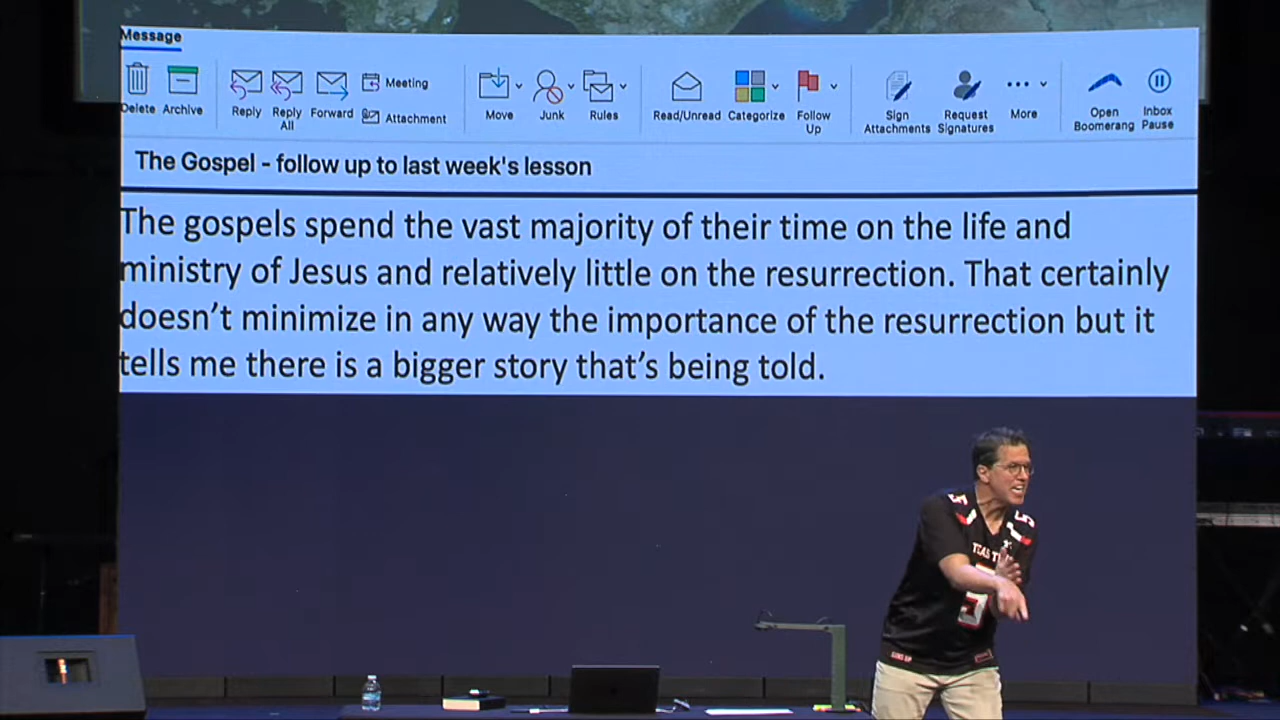 Message
Delete
Archive
Reply
Reply All
Forward
Meeting
Attachment
Move
Junk
Rules
Read/Unread
Categorize
Follow Up
Sign Attachments
Request Signatures
More
Open Boomerang
Inbox Pause
The Gospel - follow up to last week's lesson
The gospels spend the vast majority of their time on the life and
ministry of Jesus and relatively little on the resurrection. That certainly
doesn't minimize in any way the importance of the resurrection but it
tells me there is a bigger story that's being told.
5
5
5